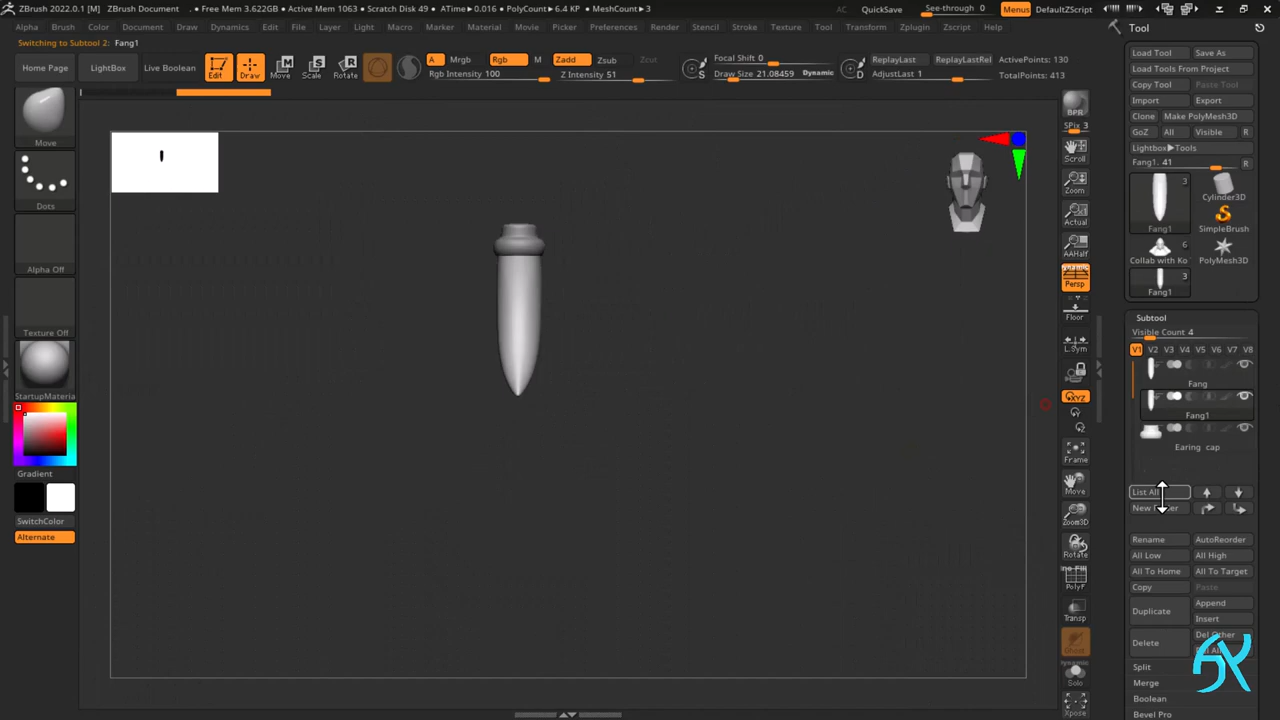 ZBrush 2022.0.1 [M] ZBrush Document . • Free Mem 3.622GB • Active Mem 1063 • Scratch Disk 49 • ATime►0.016 • PolyCount►6.4 KP • MeshCount►3 AC QuickSave See-through 0 Menus DefaultZScript
Alpha Brush Color Document Draw Dynamics Edit File Layer Light Macro Marker Material Movie Picker Preferences Render Stencil Stroke Texture Tool Transform Zplugin Zscript Help
Switching to Subtool 2: Fang1
Home Page LightBox Live Boolean Edit Draw Move Scale Rotate
A Mrgb Rgb M Zadd Zsub Zcut
Rgb Intensity 100 Z Intensity 51
Focal Shift 0
Draw Size 21.08459 Dynamic
S D
ReplayLast ReplayLastRel
AdjustLast 1
ActivePoints: 130
TotalPoints: 413
Move
Dots
Alpha Off
Texture Off
StartupMateria
Gradient
SwitchColor
Alternate
BPR
SPix 3
Scroll
Zoom
Actual
AAHalf
Dynamic
Persp
Floor
L.Sym
XYZ
Y
Z
Frame
Move
Zoom3D
Rotate
PolyF
Transp
Ghost
Dynamic
Solo
Xpose
Tool
Load Tool Save As
Load Tools From Project
Copy Tool Paste Tool
Import Export
Clone Make PolyMesh3D
GoZ All Visible R
Lightbox►Tools
Fang1. 41 R
3
Fang1
Cylinder3D
SimpleBrush
6
Collab with Ko
PolyMesh3D
3
Fang1
Subtool
Visible Count 4
V1 V2 V3 V4 V5 V6 V7 V8
Fang
Fang1
Earing cap
List All
Rename AutoReorder
All Low All High
All To Home All To Target
Copy Paste
Duplicate Append
Insert
Delete Del Other
Split
Merge
Boolean
Bevel Pro